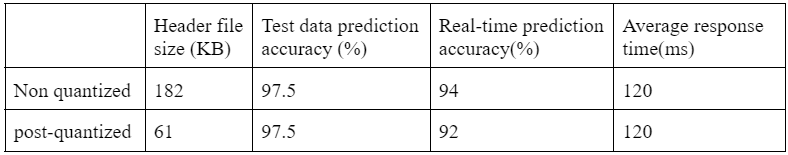 Header file size (KB) Test data prediction accuracy (%) Real-time prediction accuracy(%) Average response time(ms)
Non quantized 182 97.5 94 120
post-quantized 61 97.5 92 120